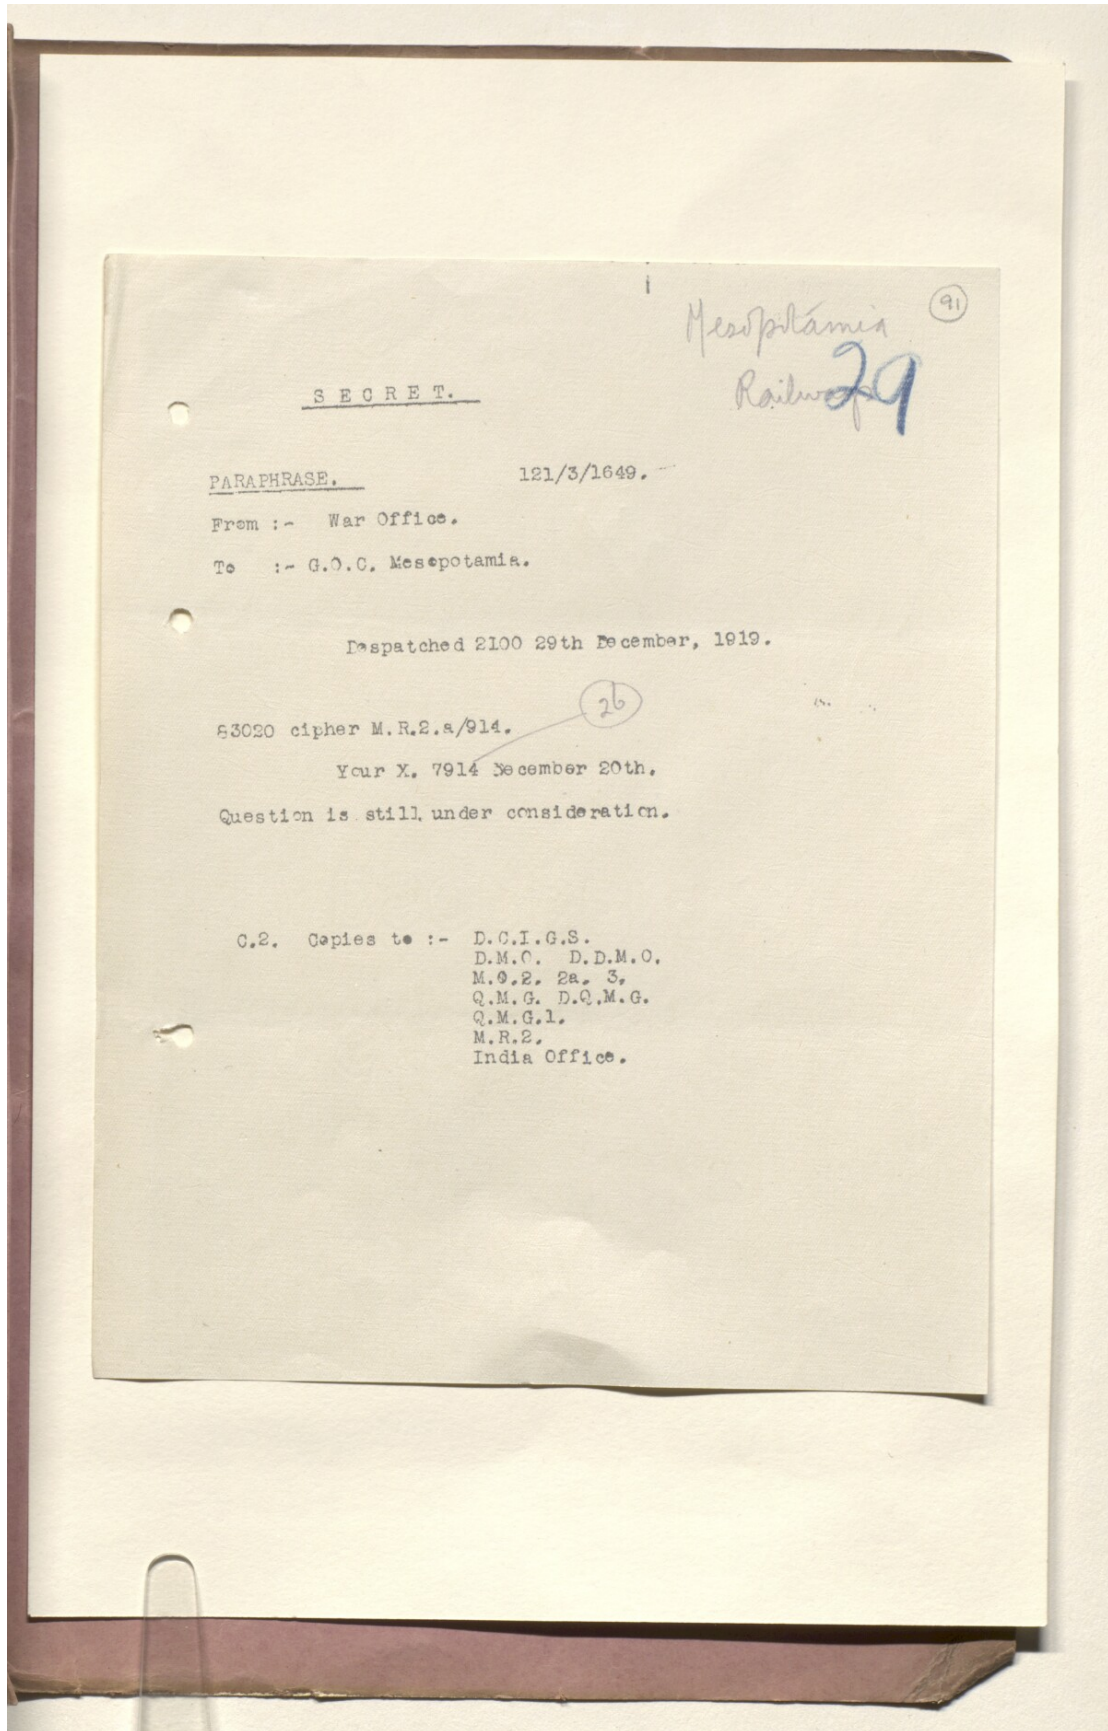 91
Mesopotamia
Railways
29
SECRET.
PARAPHRASE. 121/3/1649.
From :- War Office.
To :- G.O.C. Mesopotamia.
Despatched 2100 29th December, 1919.
26
83020 cipher M.R.2.a/914.
Your X. 7914 December 20th.
Question is still under consideration.
C.2. Copies to :- D.C.I.G.S.
D.M.O. D.D.M.O.
M.O.2. 2a. 3.
Q.M.G. D.Q.M.G.
Q.M.G.1.
M.R.2.
India Office.